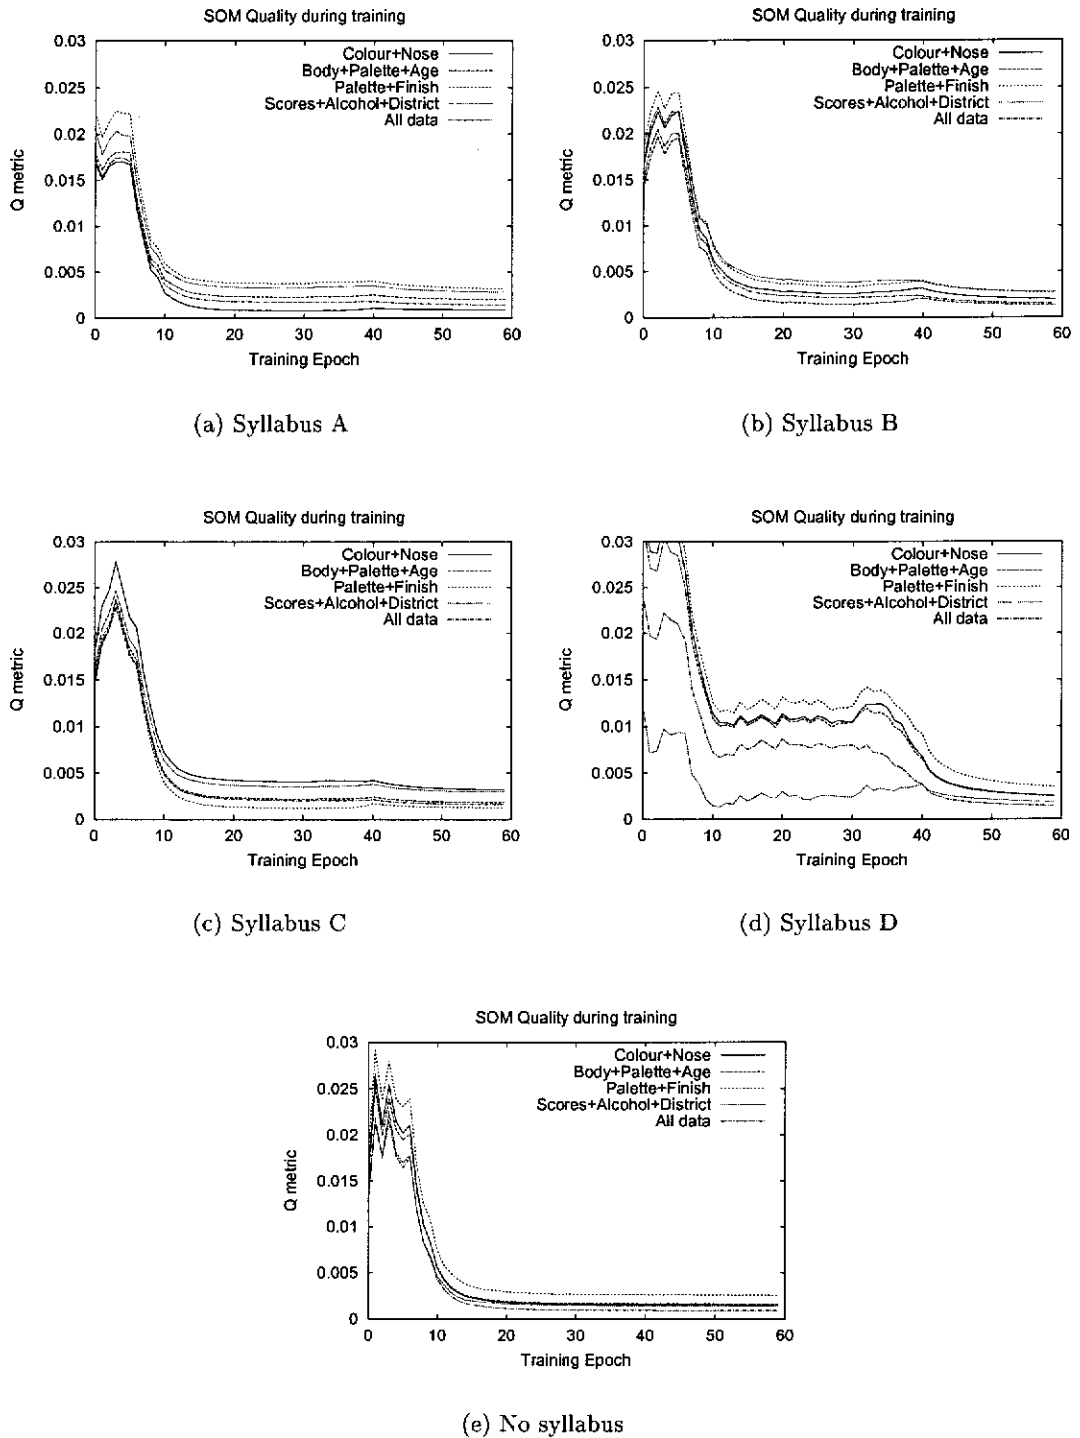 SOM Quality during training
0.03
0.025
0.02
0.015
0.01
0.005
0
Q metric
Colour+Nose
Body+Palette+Age
Palette+Finish
Scores+Alcohol+District
All data
0 10 20 30 40 50 60
Training Epoch
(a) Syllabus A
SOM Quality during training
0.03
0.025
0.02
0.015
0.01
0.005
0
Q metric
Colour+Nose
Body+Palette+Age
Palette+Finish
Scores+Alcohol+District
All data
0 10 20 30 40 50 60
Training Epoch
(b) Syllabus B
SOM Quality during training
0.03
0.025
0.02
0.015
0.01
0.005
0
Q metric
Colour+Nose
Body+Palette+Age
Palette+Finish
Scores+Alcohol+District
All data
0 10 20 30 40 50 60
Training Epoch
(c) Syllabus C
SOM Quality during training
0.03
0.025
0.02
0.015
0.01
0.005
0
Q metric
Colour+Nose
Body+Palette+Age
Palette+Finish
Scores+Alcohol+District
All data
0 10 20 30 40 50 60
Training Epoch
(d) Syllabus D
SOM Quality during training
0.03
0.025
0.02
0.015
0.01
0.005
0
Q metric
Colour+Nose
Body+Palette+Age
Palette+Finish
Scores+Alcohol+District
All data
0 10 20 30 40 50 60
Training Epoch
(e) No syllabus